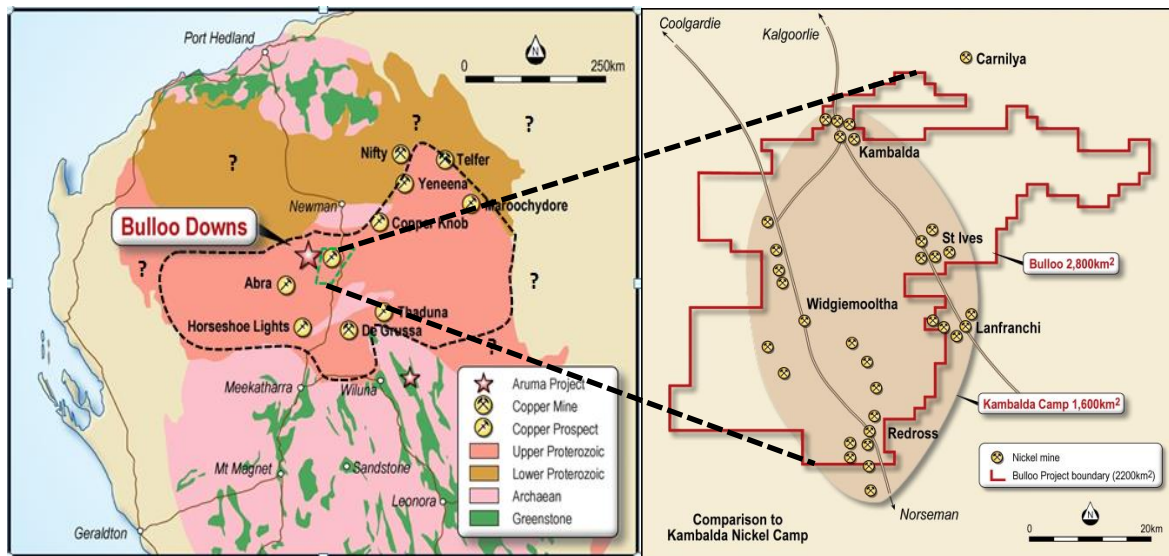 Port Hedland
N
0 250km
?
?
?
Nifty
Telfer
Yeneena
Newman
Maroochydore
Bulloo Downs
Copper Knob
?
?
Abra
Thaduna
Horseshoe Lights
De Grussa
?
Meekatharra
Wiluna
Mt Magnet
Sandstone
Leonora
Geraldton
Aruma Project
Copper Mine
Copper Prospect
Upper Proterozoic
Lower Proterozoic
Archaean
Greenstone
Coolgardie
Kalgoorlie
Carnilya
Kambalda
St Ives
Bulloo 2,800km²
Widgiemooltha
Lanfranchi
Kambalda Camp 1,600km²
Redross
Nickel mine
Bulloo Project boundary (2200km²)
Norseman
Comparison to
Kambalda Nickel Camp
N
0 20km